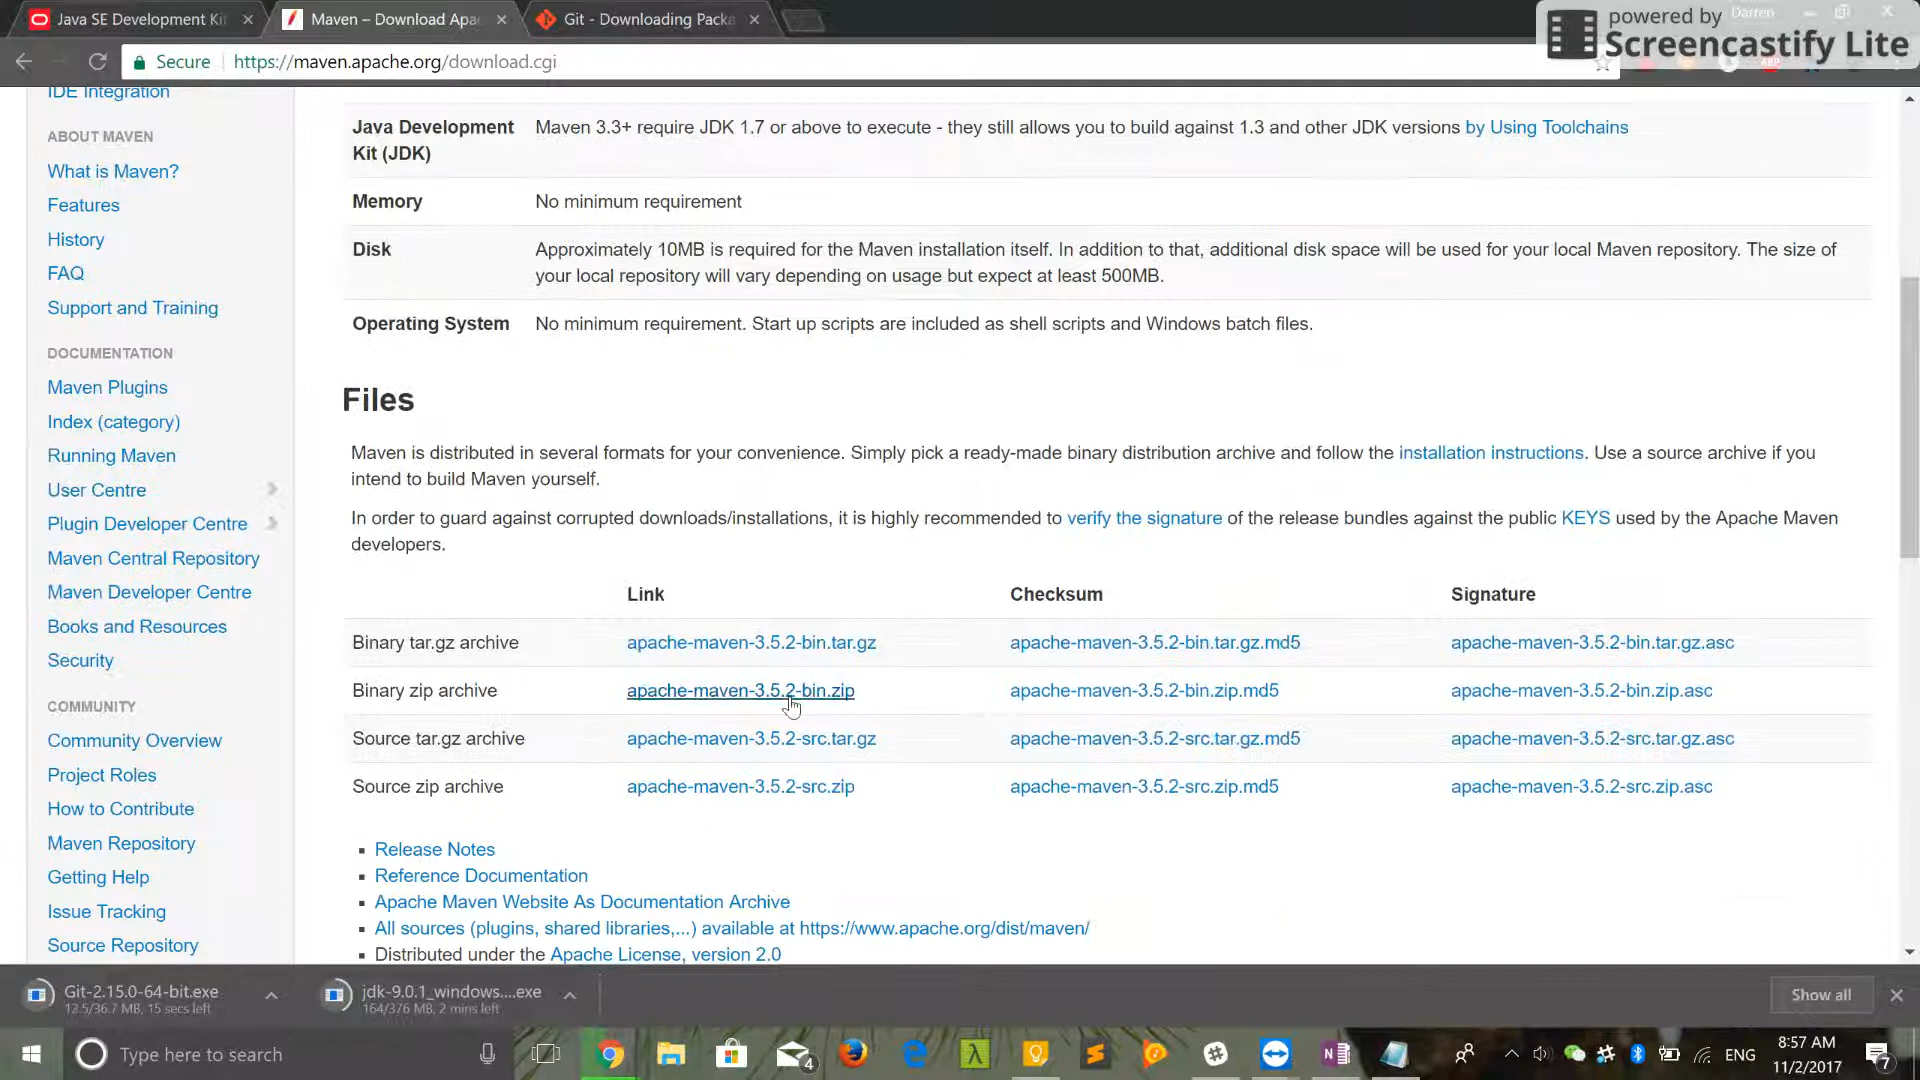 Java SE Development Ki
Maven – Download Apa
Git - Downloading Packa
Darren
powered by
Screencastify Lite
Secure
https://maven.apache.org/download.cgi
IDE Integration
ABOUT MAVEN
What is Maven?
Features
History
FAQ
Support and Training
DOCUMENTATION
Maven Plugins
Index (category)
Running Maven
User Centre
Plugin Developer Centre
Maven Central Repository
Maven Developer Centre
Books and Resources
Security
COMMUNITY
Community Overview
Project Roles
How to Contribute
Maven Repository
Getting Help
Issue Tracking
Source Repository
Java Development Maven 3.3+ require JDK 1.7 or above to execute - they still allows you to build against 1.3 and other JDK versions by Using Toolchains
Kit (JDK)
Memory No minimum requirement
Disk Approximately 10MB is required for the Maven installation itself. In addition to that, additional disk space will be used for your local Maven repository. The size of
your local repository will vary depending on usage but expect at least 500MB.
Operating System No minimum requirement. Start up scripts are included as shell scripts and Windows batch files.
Files
Maven is distributed in several formats for your convenience. Simply pick a ready-made binary distribution archive and follow the installation instructions. Use a source archive if you
intend to build Maven yourself.
In order to guard against corrupted downloads/installations, it is highly recommended to verify the signature of the release bundles against the public KEYS used by the Apache Maven
developers.
Link Checksum Signature
Binary tar.gz archive apache-maven-3.5.2-bin.tar.gz apache-maven-3.5.2-bin.tar.gz.md5 apache-maven-3.5.2-bin.tar.gz.asc
Binary zip archive apache-maven-3.5.2-bin.zip apache-maven-3.5.2-bin.zip.md5 apache-maven-3.5.2-bin.zip.asc
Source tar.gz archive apache-maven-3.5.2-src.tar.gz apache-maven-3.5.2-src.tar.gz.md5 apache-maven-3.5.2-src.tar.gz.asc
Source zip archive apache-maven-3.5.2-src.zip apache-maven-3.5.2-src.zip.md5 apache-maven-3.5.2-src.zip.asc
Release Notes
Reference Documentation
Apache Maven Website As Documentation Archive
All sources (plugins, shared libraries,...) available at https://www.apache.org/dist/maven/
Distributed under the Apache License, version 2.0
Git-2.15.0-64-bit.exe
12.5/36.7 MB, 15 secs left
jdk-9.0.1_windows....exe
164/376 MB, 2 mins left
Show all
Type here to search
4
ENG
8:57 AM
11/2/2017
7